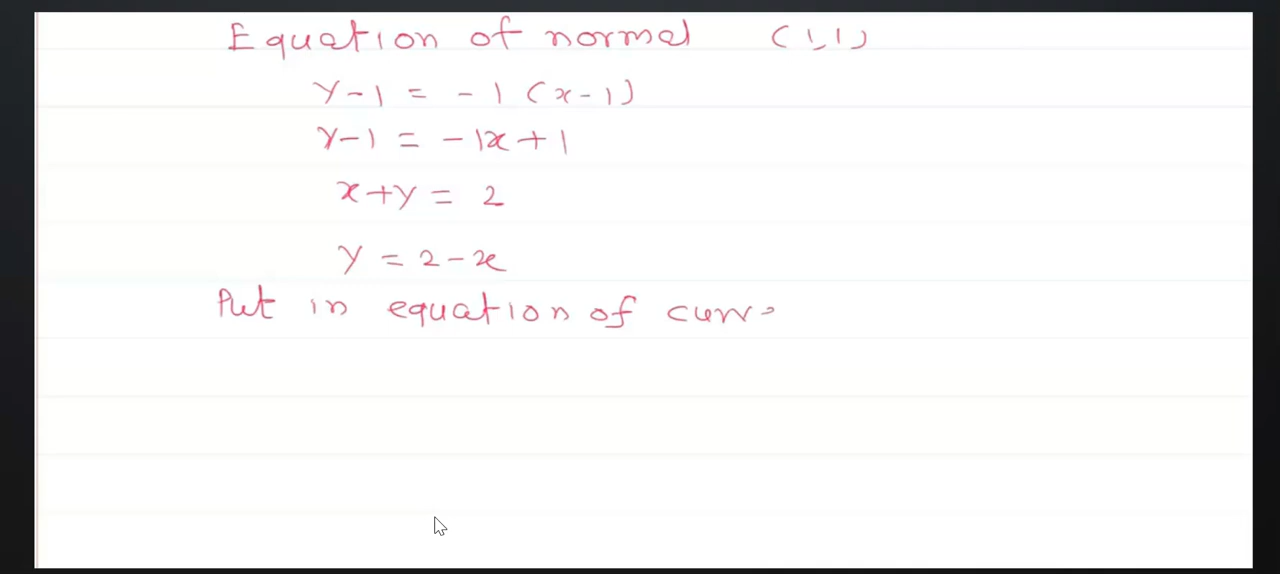 Equation of normal (1,1)
y-1 = -1 (x-1)
y-1 = -1x+1
x+y = 2
y = 2-x
Put in equation of curv